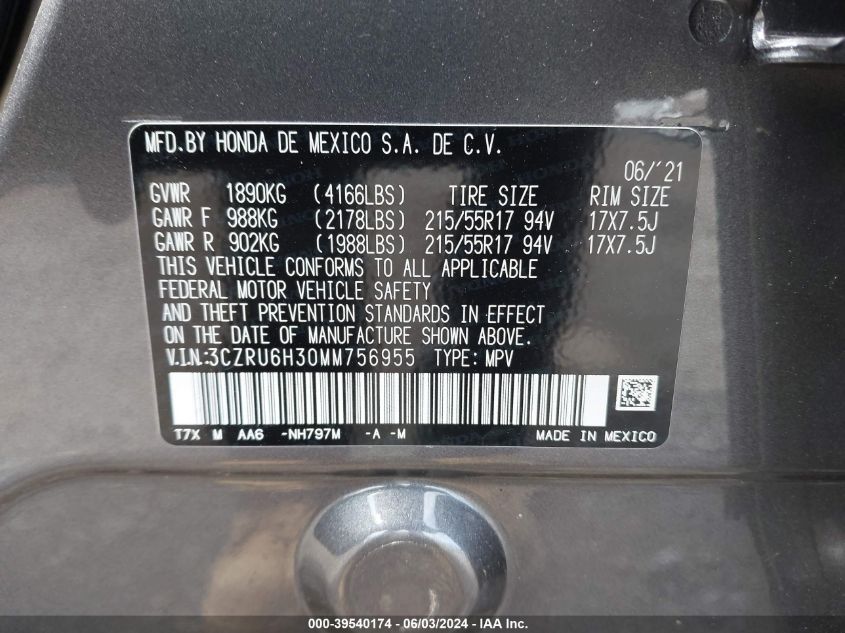 MFD.BY HONDA DE MEXICO S.A. DE C.V.
06/'21
GVWR 1890KG (4166LBS) TIRE SIZE RIM SIZE
GAWR F 988KG (2178LBS) 215/55R17 94V 17X7.5J
GAWR R 902KG (1988LBS) 215/55R17 94V 17X7.5J
THIS VEHICLE CONFORMS TO ALL APPLICABLE
FEDERAL MOTOR VEHICLE SAFETY
AND THEFT PREVENTION STANDARDS IN EFFECT
ON THE DATE OF MANUFACTURE SHOWN ABOVE.
V.I.N:3CZRU6H30MM756955 TYPE: MPV
T7X M AA6 -NH797M -A -M MADE IN MEXICO
000-39540174 - 06/03/2024 - IAA Inc.